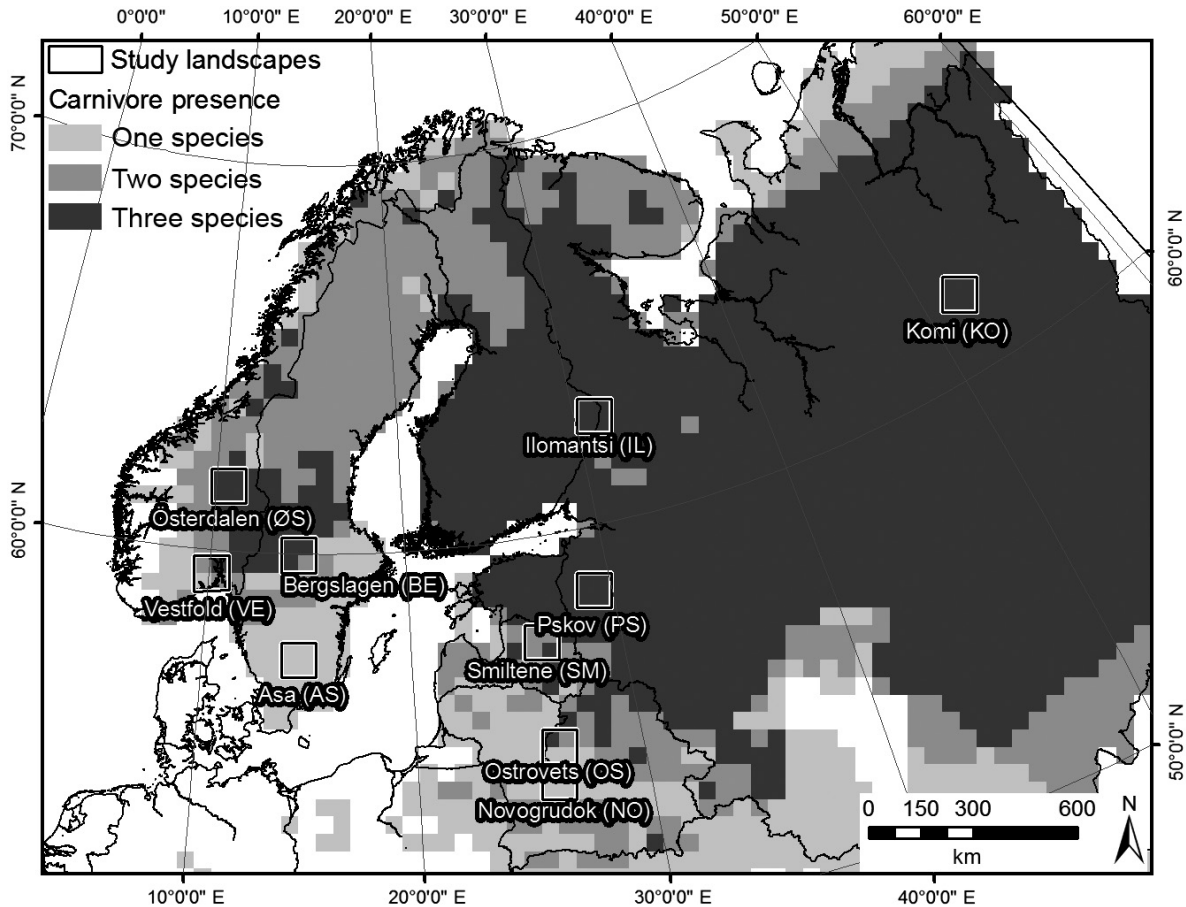 0°0'0" E 10°0'0" E 20°0'0" E 30°0'0" E 40°0'0" E 50°0'0" E 60°0'0" E
Study landscapes
Carnivore presence
One species
Two species
Three species
70°0'0" N
60°0'0" N
60°0'0" N
50°0'0" N
Komi (KO)
Ilomantsi (IL)
Österdalen (ØS)
Bergslagen (BE)
Vestfold (VE)
Pskov (PS)
Smiltene (SM)
Asa (AS)
Ostrovets (OS)
Novogrudok (NO)
0 150 300 600
km
N
10°0'0" E 20°0'0" E 30°0'0" E 40°0'0" E